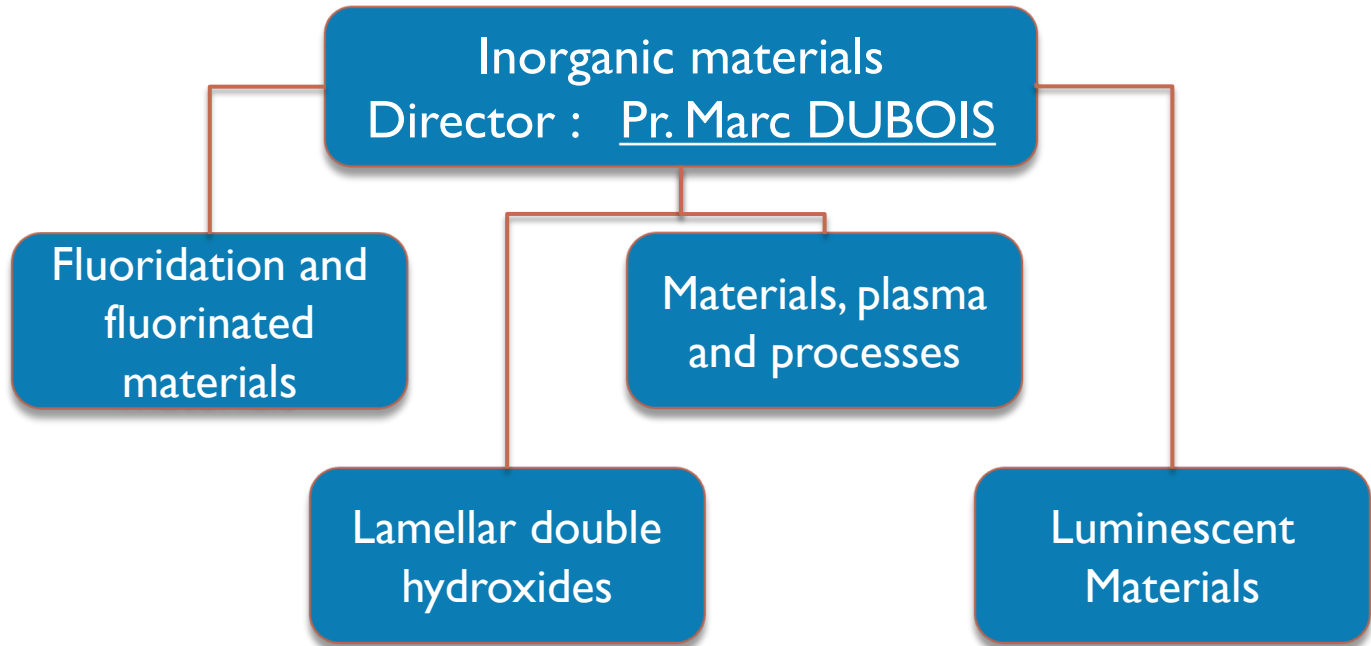 Inorganic materials
Director : Pr. Marc DUBOIS
Fluoridation and
fluorinated
materials
Materials, plasma
and processes
Lamellar double
hydroxides
Luminescent
Materials